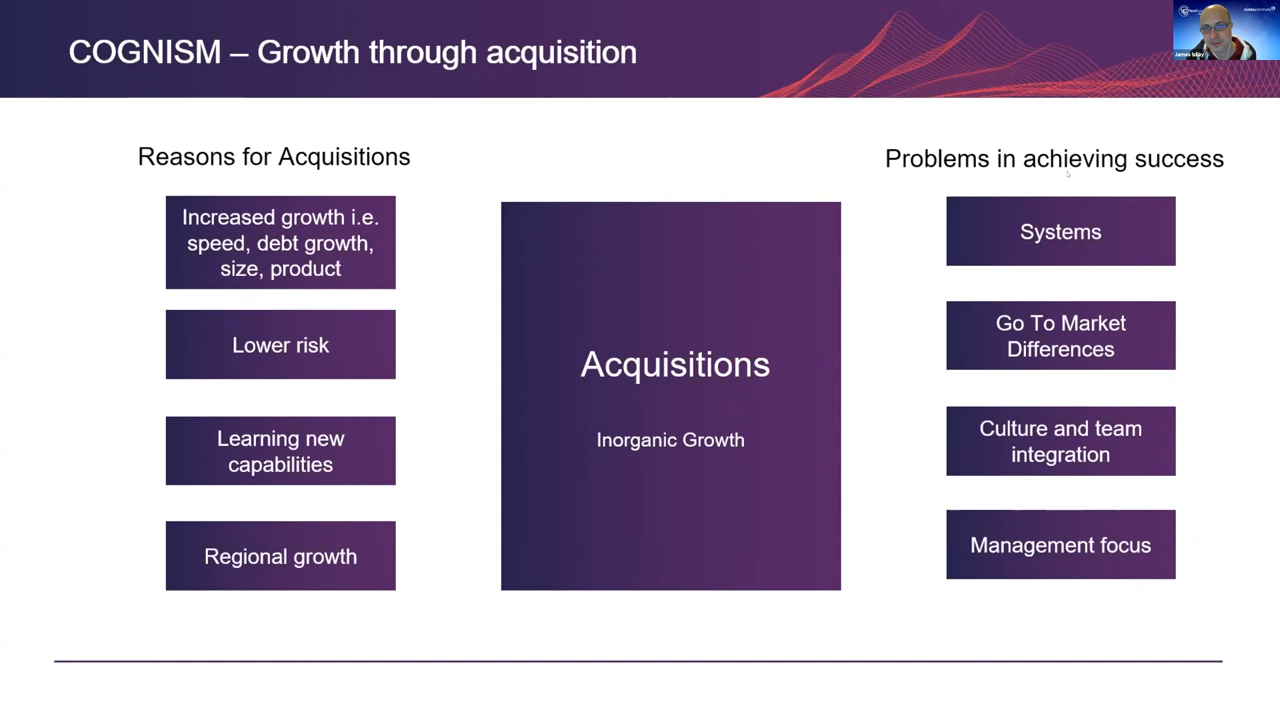 COGNISM – Growth through acquisition
James Isilay
Reasons for Acquisitions
Increased growth i.e.
speed, debt growth,
size, product
Lower risk
Learning new
capabilities
Regional growth
Acquisitions
Inorganic Growth
Problems in achieving success
Systems
Go To Market
Differences
Culture and team
integration
Management focus